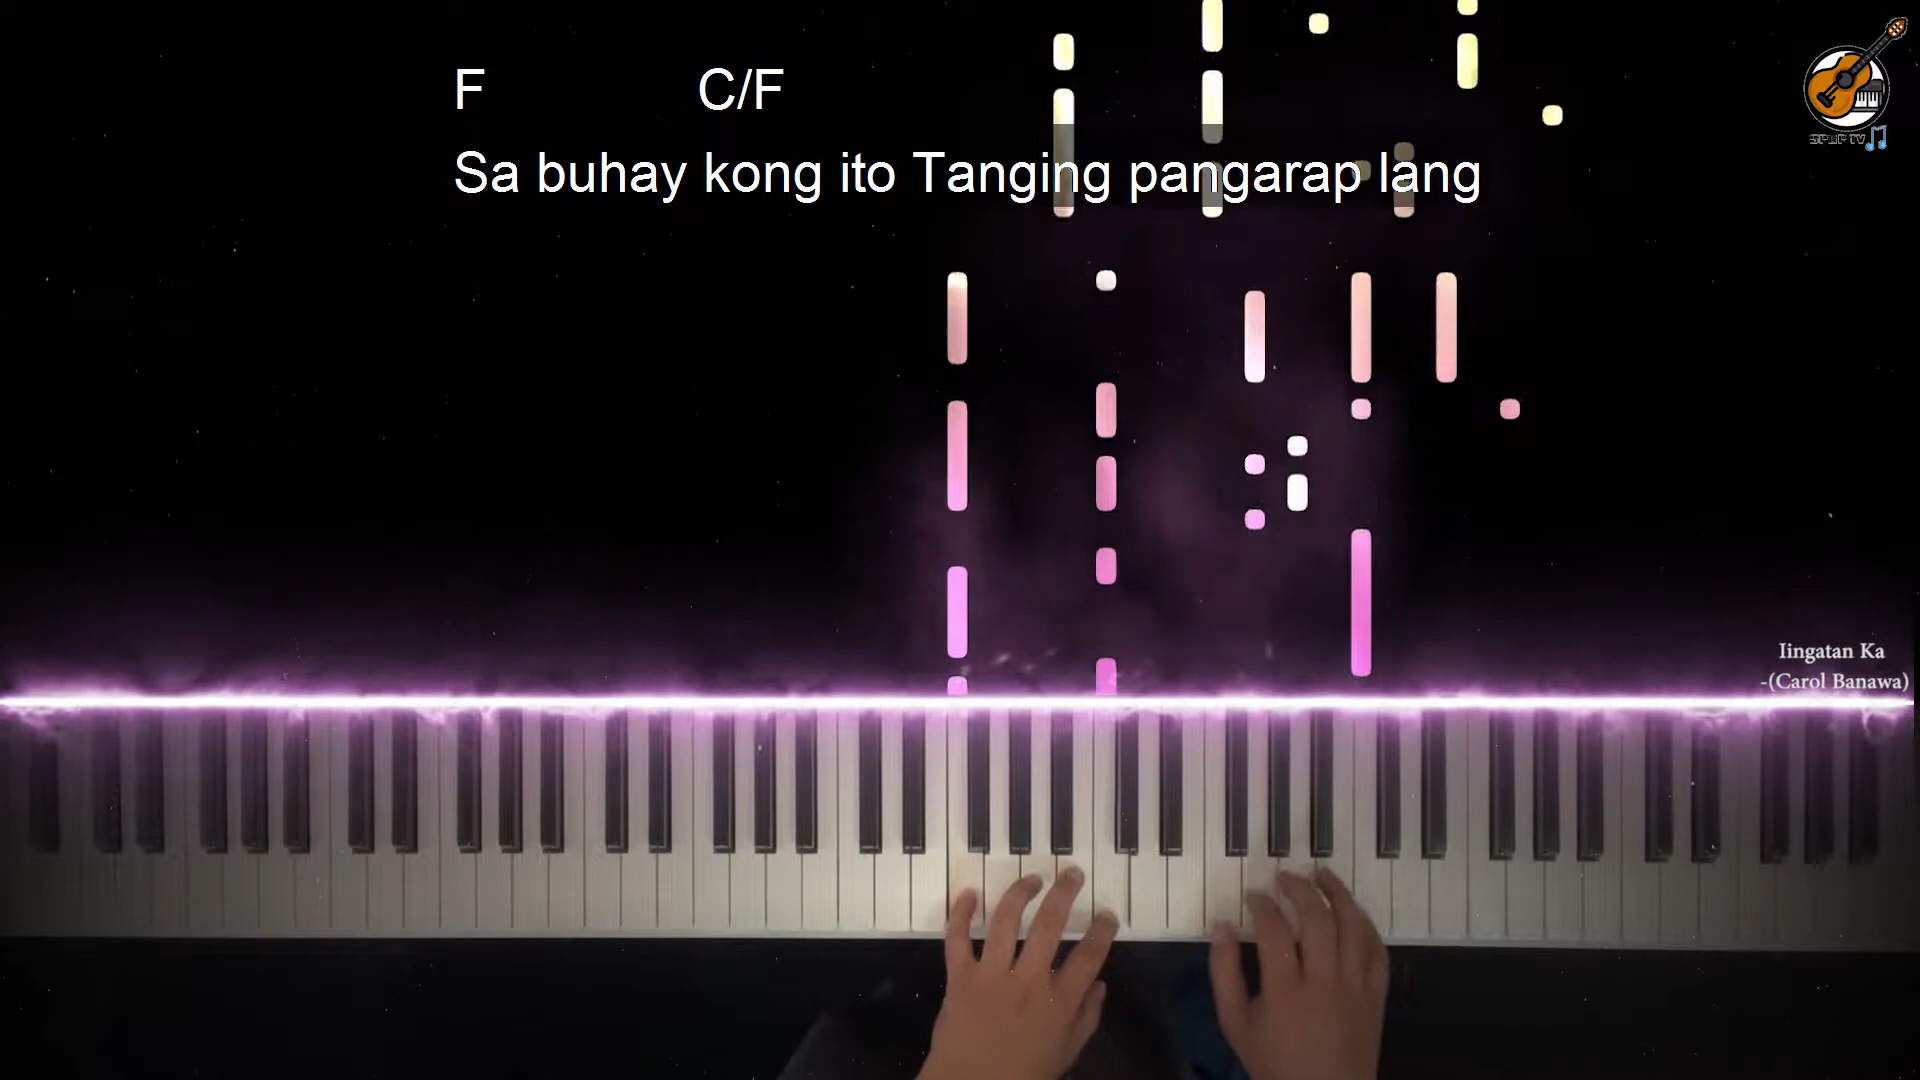 F C/F
Sa buhay kong ito Tanging pangarap lang
Iingatan Ka
-(Carol Banawa)